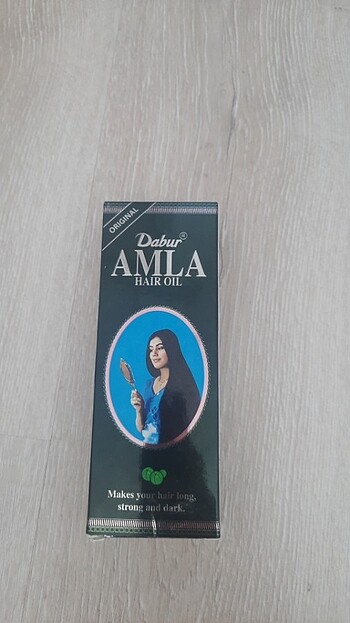 ORIGINAL
Dabur®
AMLA
HAIR OIL
Makes your hair long,
strong and dark.